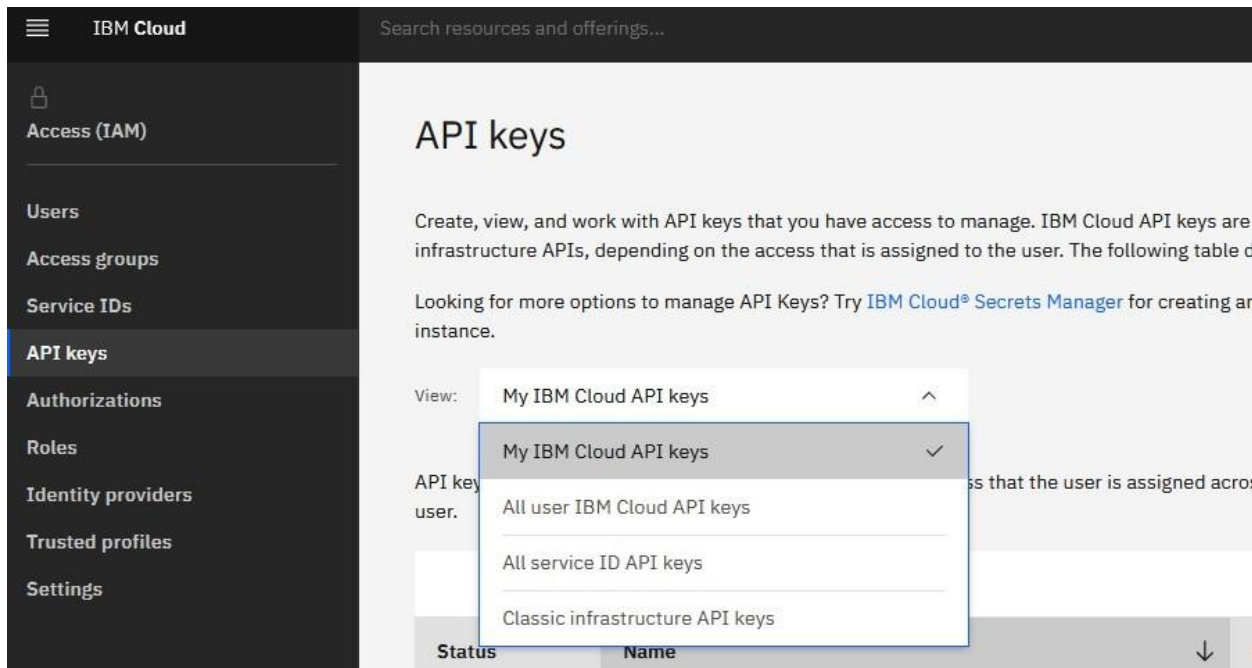 IBM Cloud
Search resources and offerings...
Access (IAM)
Users
Access groups
Service IDs
API keys
Authorizations
Roles
Identity providers
Trusted profiles
Settings
API keys
Create, view, and work with API keys that you have access to manage. IBM Cloud API keys are
infrastructure APIs, depending on the access that is assigned to the user. The following table
Looking for more options to manage API Keys? Try IBM Cloud® Secrets Manager for creating
instance.
View: My IBM Cloud API keys
My IBM Cloud API keys
All user IBM Cloud API keys
All service ID API keys
Classic infrastructure API keys
API that the user is assigned
user.
Status Name